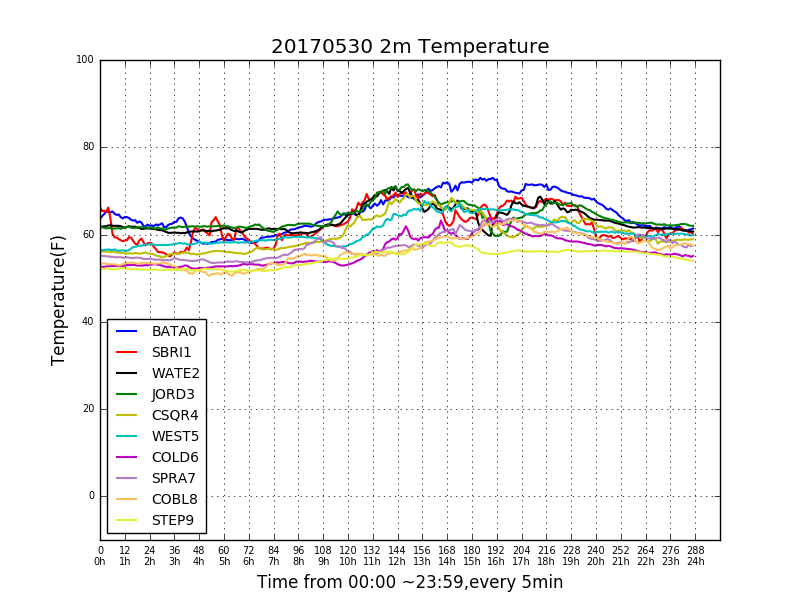 20170530 2m Temperature
100
80
60
40
20
0
Temperature(F)
BATA0
SBRI1
WATE2
JORD3
CSQR4
WEST5
COLD6
SPRA7
COBL8
STEP9
0 12 24 36 48 60 72 84 96 108 120 132 144 156 168 180 192 204 216 228 240 252 264 276 288
0h 1h 2h 3h 4h 5h 6h 7h 8h 9h 10h 11h 12h 13h 14h 15h 16h 17h 18h 19h 20h 21h 22h 23h 24h
Time from 00:00 ~23:59,every 5min